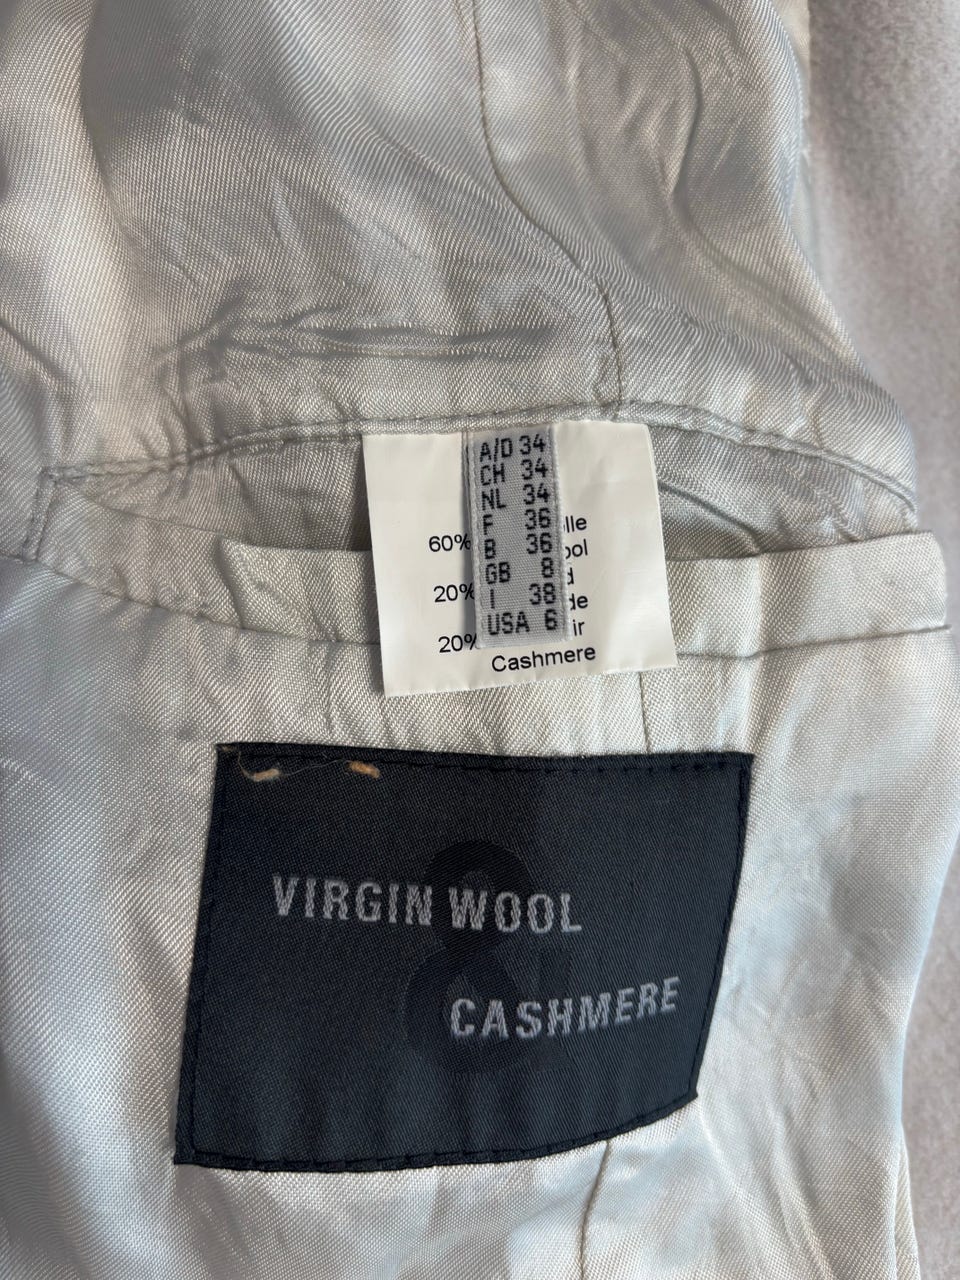 A/D 34
CH 34
NL 34
F 36
B 36
GB 8
I 38
USA 6
60%
20%
20%
Cashmere
VIRGIN WOOL
&
CASHMERE